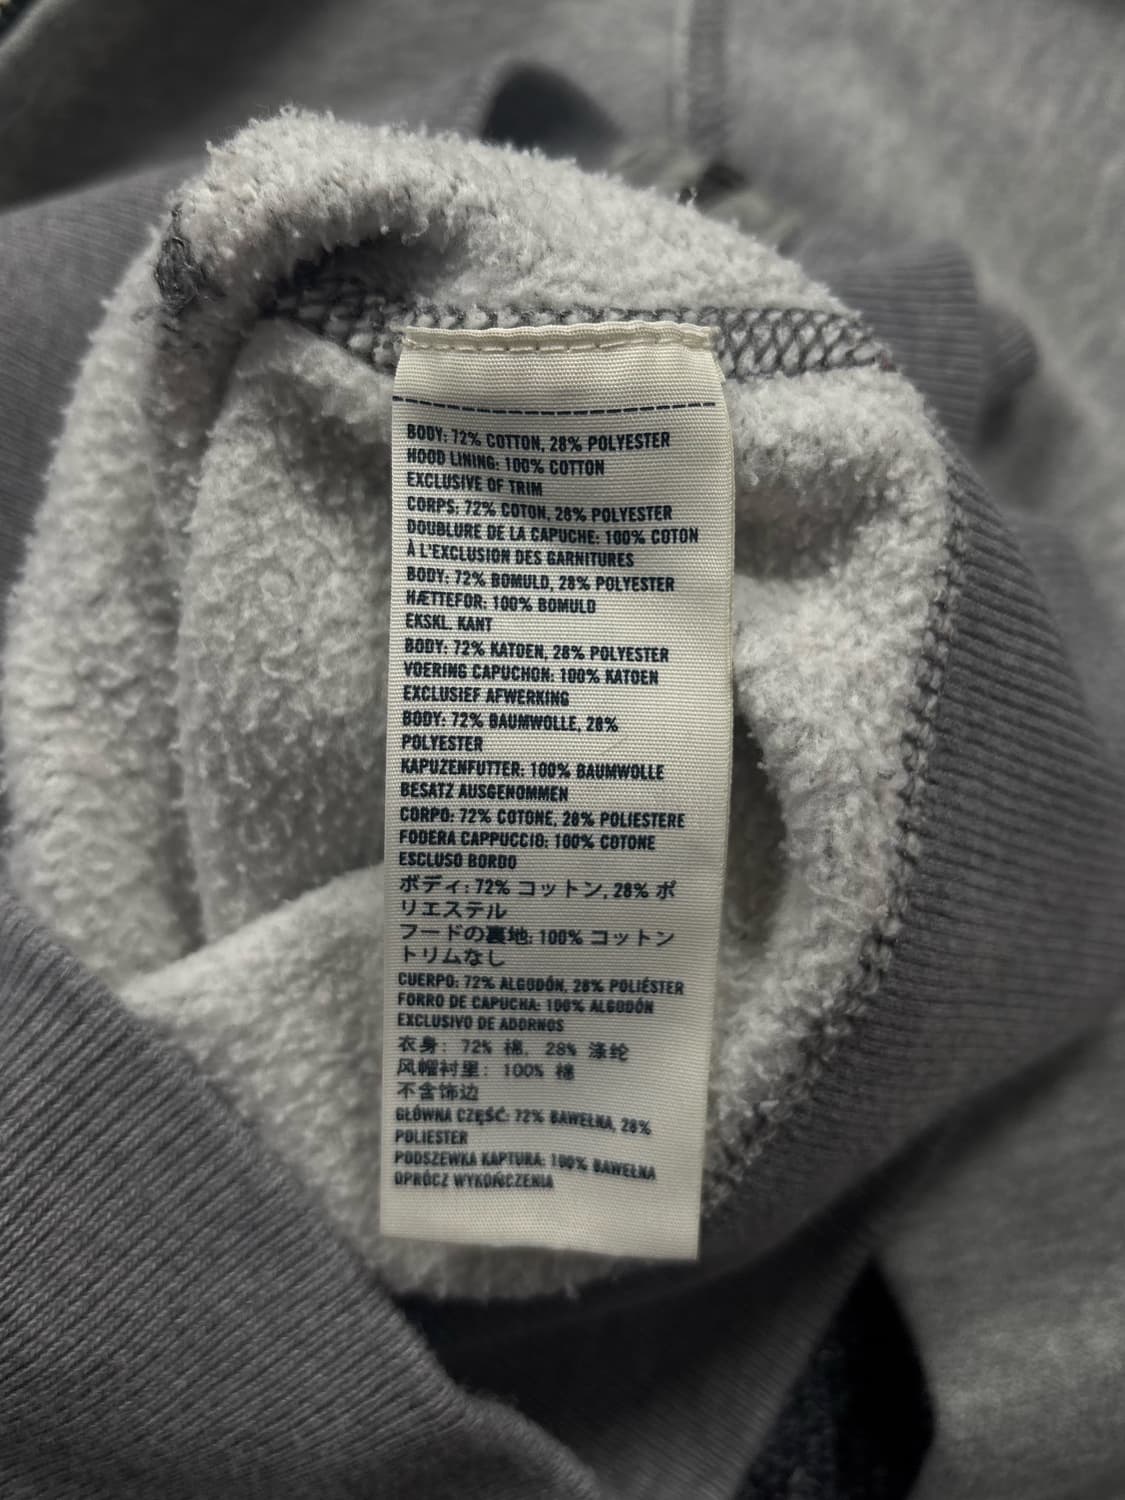 BODY: 72% COTTON, 28% POLYESTER
HOOD LINING: 100% COTTON
EXCLUSIVE OF TRIM
CORPS: 72% COTON, 28% POLYESTER
DOUBLURE DE LA CAPUCHE: 100% COTON
À L'EXCLUSION DES GARNITURES
BODY: 72% BOMULD, 28% POLYESTER
HÆTTEFOR: 100% BOMULD
EKSKL. KANT
BODY: 72% KATOEN, 28% POLYESTER
VOERING CAPUCHON: 100% KATOEN
EXCLUSIEF AFWERKING
BODY: 72% BAUMWOLLE, 28%
POLYESTER
KAPUZENFUTTER: 100% BAUMWOLLE
BESATZ AUSGENOMMEN
CORPO: 72% COTONE, 28% POLIESTERE
FODERA CAPPUCCIO: 100% COTONE
ESCLUSO BORDO
ボディ: 72% コットン, 28% ポ
リエステル
フードの裏地: 100% コットン
トリムなし
CUERPO: 72% ALGODÓN, 28% POLIÉSTER
FORRO DE CAPUCHA: 100% ALGODÓN
EXCLUSIVO DE ADORNOS
衣身: 72% 棉, 28% 涤纶
风帽衬里: 100% 棉
不含饰边
GŁÓWNA CZĘŚĆ: 72% BAWEŁNA, 28%
POLIESTER
PODSZEWKA KAPTURA: 100% BAWEŁNA
OPRÓCZ WYKOŃCZENIA